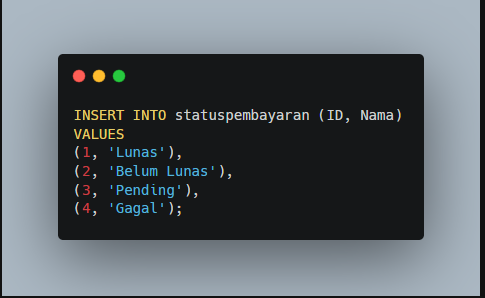 INSERT INTO statuspembayaran (ID, Nama)
VALUES
(1, 'Lunas'),
(2, 'Belum Lunas'),
(3, 'Pending'),
(4, 'Gagal');